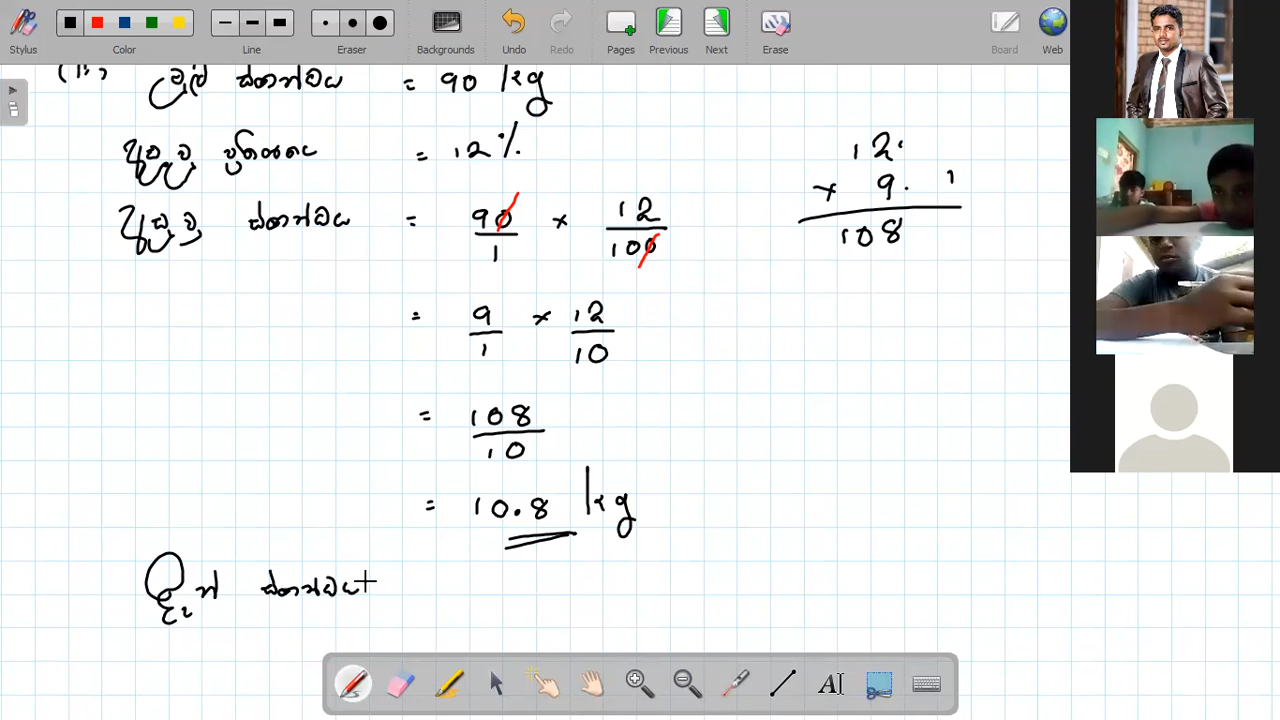 Stylus Color Line Eraser Backgrounds Undo Redo Pages Previous Next Erase Board Web
මුල් ස්කන්ධය = 90 kg
අඩු වූ ප්‍රතිශතය = 12%
අඩු වූ ස්කන්ධය = 90/1 × 12/100
= 9/1 × 12/10
= 108/10
= 10.8 kg
දැන් ස්කන්ධය
12
× 9 1
108